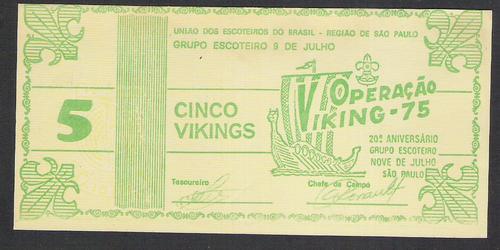 UNIÃO DOS ESCOTEIROS DO BRASIL - REGIÃO DE SÃO PAULO
GRUPO ESCOTEIRO 9 DE JULHO
5
CINCO
VIKINGS
OPERAÇÃO
VIKING-75
20º ANIVERSÁRIO
GRUPO ESCOTEIRO
NOVE DE JULHO
SÃO PAULO
Tesoureiro
Chefe de Campo